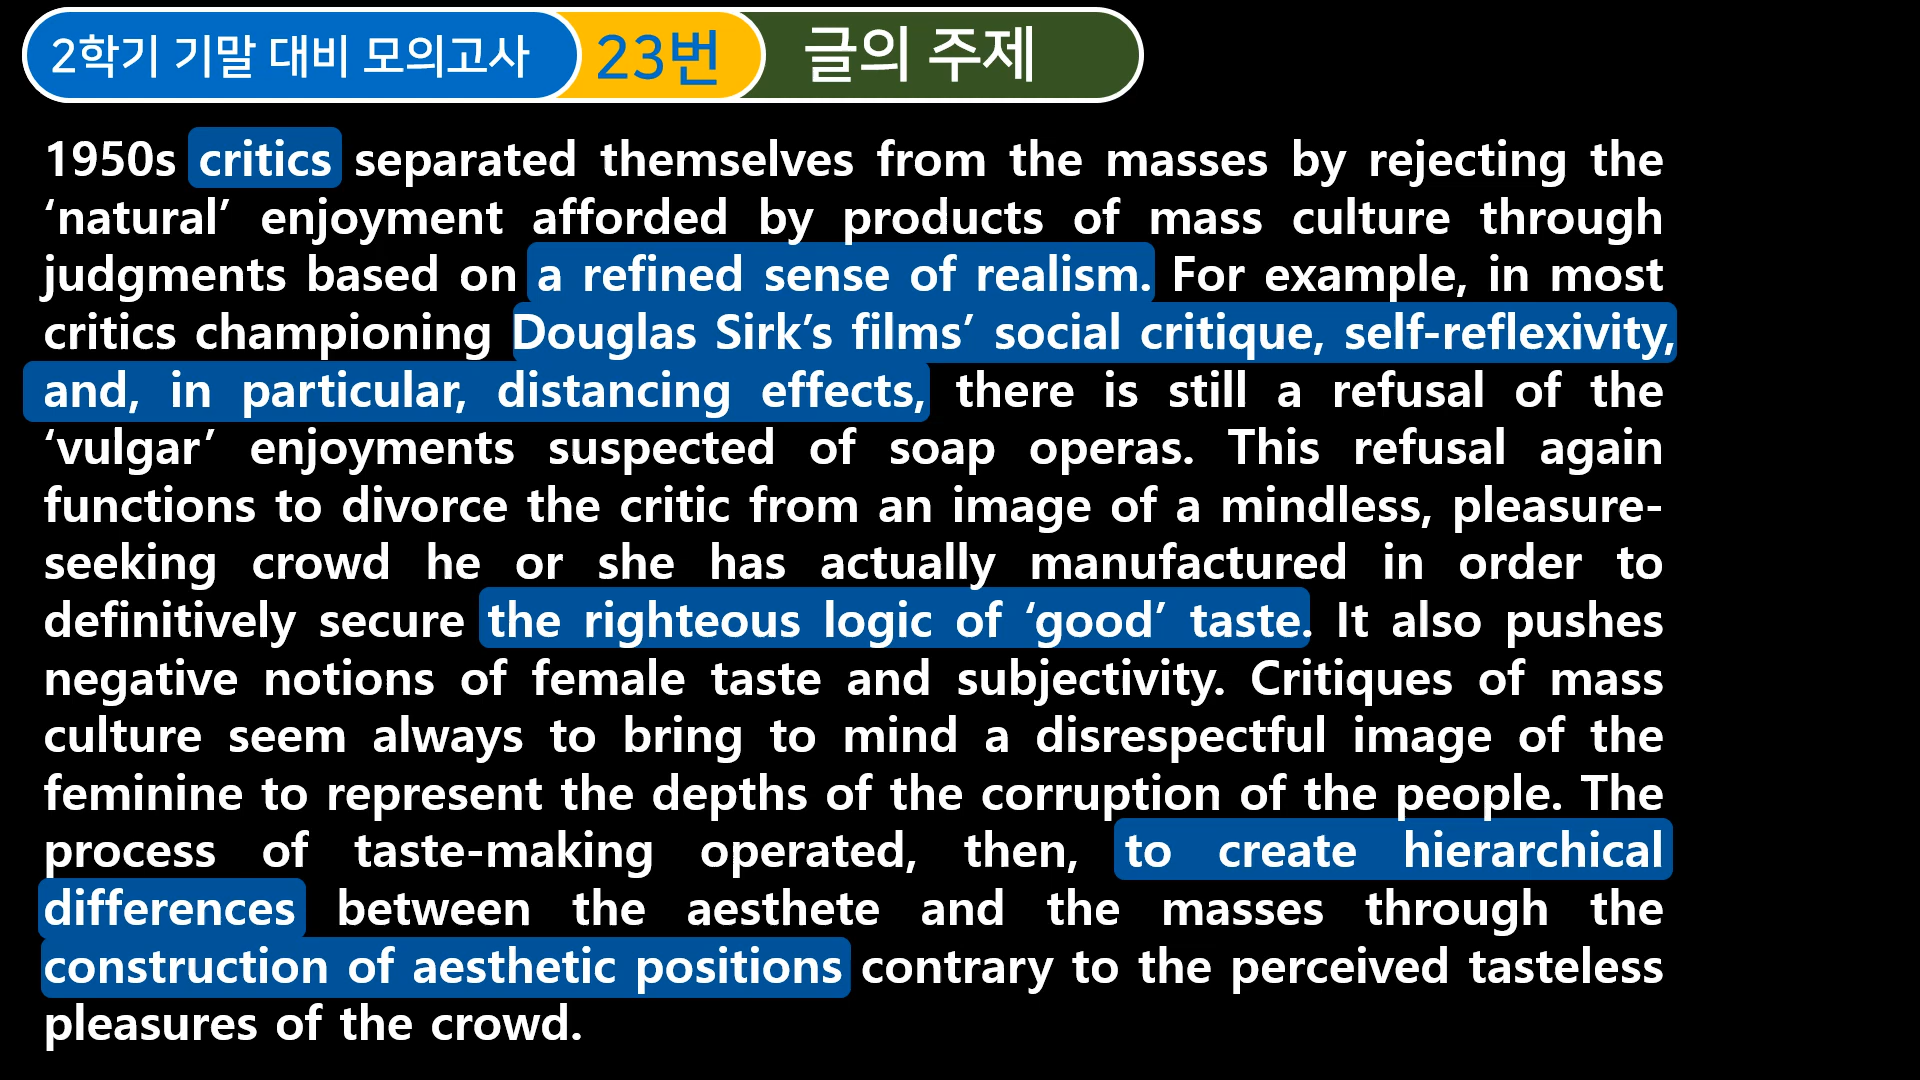 2학기 기말 대비 모의고사 23번 글의 주제
1950s critics separated themselves from the masses by rejecting the
‘natural’ enjoyment afforded by products of mass culture through
judgments based on a refined sense of realism. For example, in most
critics championing Douglas Sirk’s films’ social critique, self-reflexivity,
and, in particular, distancing effects, there is still a refusal of the
‘vulgar’ enjoyments suspected of soap operas. This refusal again
functions to divorce the critic from an image of a mindless, pleasure-
seeking crowd he or she has actually manufactured in order to
definitively secure the righteous logic of ‘good’ taste. It also pushes
negative notions of female taste and subjectivity. Critiques of mass
culture seem always to bring to mind a disrespectful image of the
feminine to represent the depths of the corruption of the people. The
process of taste-making operated, then, to create hierarchical
differences between the aesthete and the masses through the
construction of aesthetic positions contrary to the perceived tasteless
pleasures of the crowd.